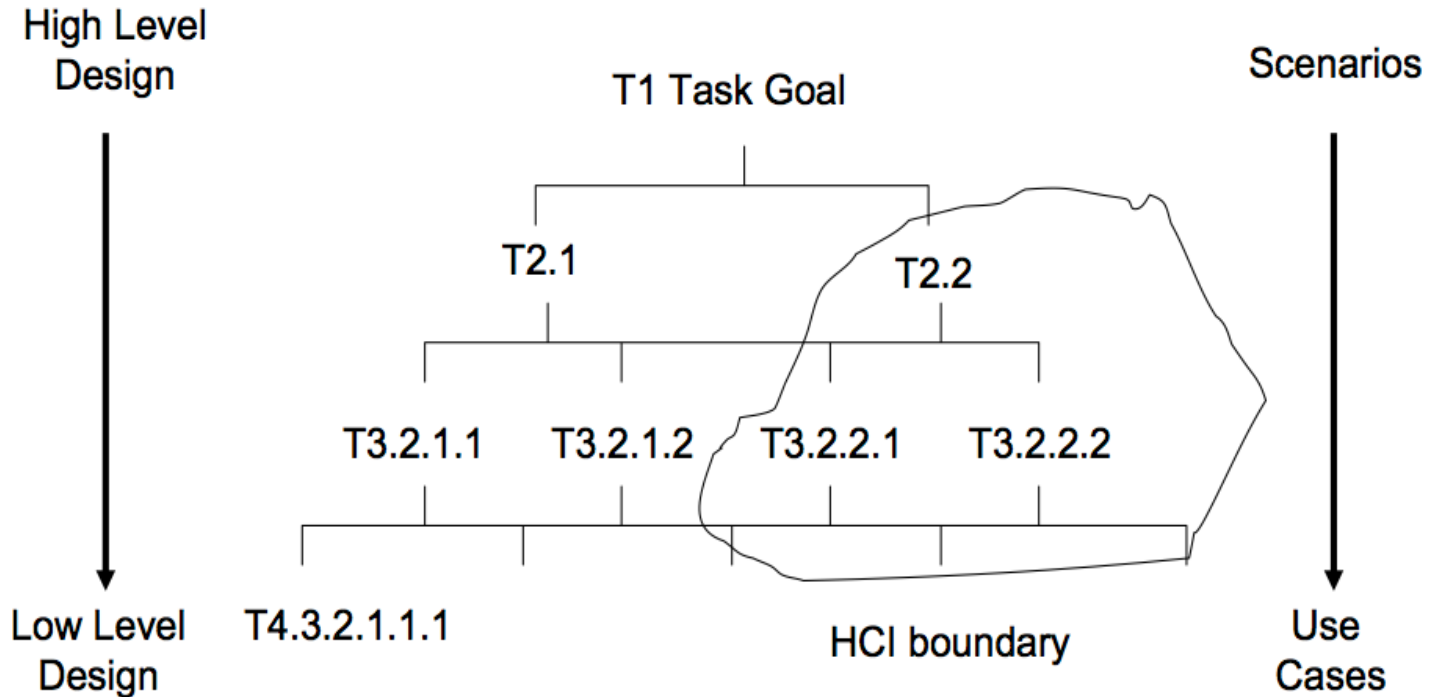 High Level
Design
Scenarios
T1 Task Goal
T2.1
T2.2
T3.2.1.1
T3.2.1.2
T3.2.2.1
T3.2.2.2
Low Level
Design
T4.3.2.1.1.1
HCI boundary
Use
Cases